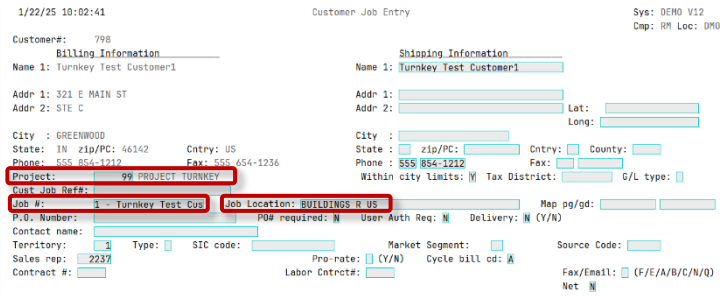 1/22/25 10:02:41 Customer Job Entry Sys: DEMO V12
Cmp: RM Loc: DMO
Customer#: 798
Billing Information Shipping Information
Name 1: Turnkey Test Customer1 Name 1: Turnkey Test Customer1
Addr 1: 321 E MAIN ST Addr 1:
Addr 2: STE C Addr 2: Lat:
Long:
City : GREENWOOD City :
State: IN zip/PC: 46142 Cntry: US State : zip/PC: Cntry: County:
Phone: 555 854-1212 Fax: 555 654-1236 Phone : 555 854-1212 Fax:
Project: 99 PROJECT TURNKEY Within city limits: Y Tax District: G/L type:
Cust Job Ref#:
Job #: 1 - Turnkey Test Cus Job Location: BUILDINGS R US Map pg/gd:
P.O. Number: PO# required: N User Auth Req: N Delivery: N (Y/N)
Contact name:
Territory: 1 Type: SIC code: Market Segment: Source Code:
Sales rep: 2237 Pro-rate: (Y/N) Cycle bill cd: A
Contract #: Labor Cntrct#: Fax/Email: (F/E/A/B/C/N/Q)
Net N